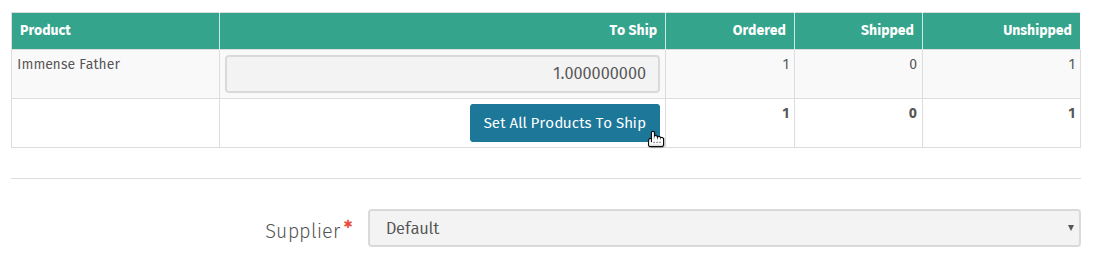 Product To Ship Ordered Shipped Unshipped
Immense Father 1.000000000 1 0 1
Set All Products To Ship 1 0 1
Supplier * Default